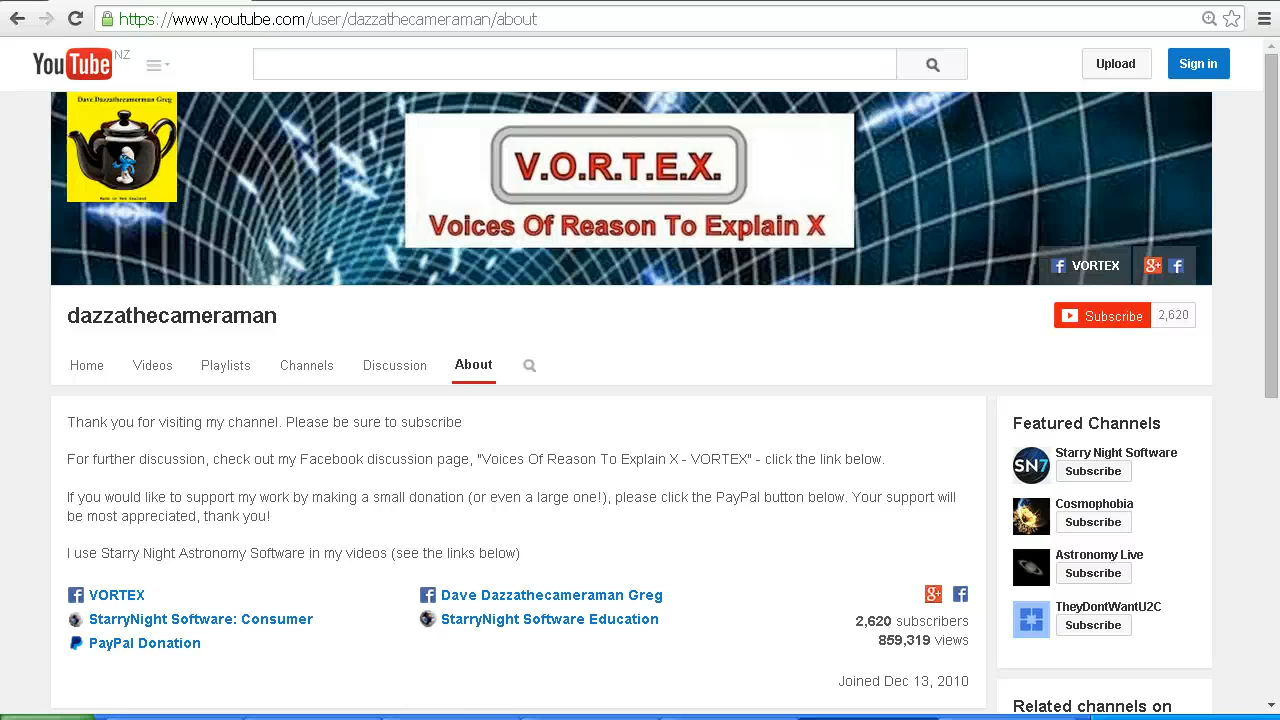 https://www.youtube.com/user/dazzathecameraman/about
YouTube NZ
Upload
Sign in
Dave Dazzathecamerman Greg
Made in New Zealand
V.O.R.T.E.X.
Voices Of Reason To Explain X
VORTEX
dazzathecameraman
Subscribe 2,620
Home Videos Playlists Channels Discussion About
Thank you for visiting my channel. Please be sure to subscribe
For further discussion, check out my Facebook discussion page, "Voices Of Reason To Explain X - VORTEX" - click the link below.
If you would like to support my work by making a small donation (or even a large one!), please click the PayPal button below. Your support will
be most appreciated, thank you!
I use Starry Night Astronomy Software in my videos (see the links below)
VORTEX
Dave Dazzathecameraman Greg
StarryNight Software: Consumer
StarryNight Software Education
PayPal Donation
2,620 subscribers
859,319 views
Joined Dec 13, 2010
Featured Channels
SN7
Starry Night Software
Subscribe
Cosmophobia
Subscribe
Astronomy Live
Subscribe
TheyDontWantU2C
Subscribe
Related channels on